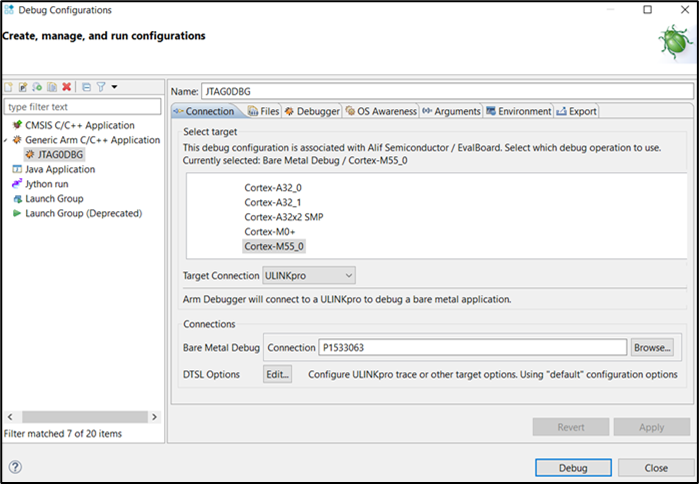 Debug Configurations
Create, manage, and run configurations
type filter text
CMSIS C/C++ Application
Generic Arm C/C++ Application
JTAG0DBG
Java Application
Jython run
Launch Group
Launch Group (Deprecated)
Filter matched 7 of 20 items
Name: JTAG0DBG
Connection Files Debugger OS Awareness Arguments Environment Export
Select target
This debug configuration is associated with Alif Semiconductor / EvalBoard. Select which debug operation to use.
Currently selected: Bare Metal Debug / Cortex-M55_0
Cortex-A32_0
Cortex-A32_1
Cortex-A32x2 SMP
Cortex-M0+
Cortex-M55_0
Target Connection ULINKpro
Arm Debugger will connect to a ULINKpro to debug a bare metal application.
Connections
Bare Metal Debug Connection P1533063 Browse...
DTSL Options Edit... Configure ULINKpro trace or other target options. Using "default" configuration options
Revert Apply
Debug Close